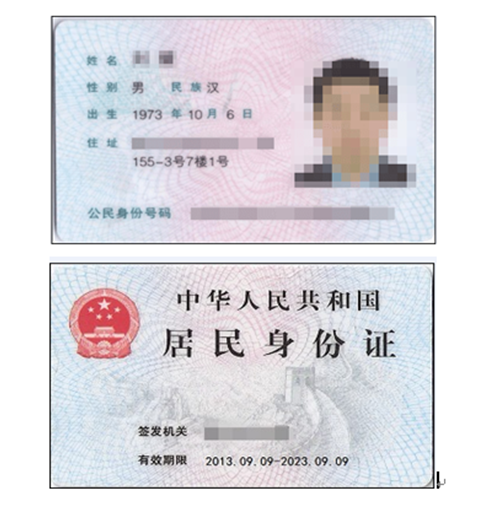 姓名
性别 男 民族 汉
出生 1973 年 10 月 6 日
住址
155-3号7楼1号
公民身份号码
中华人民共和国
居民身份证
签发机关
有效期限 2013.09.09-2023.09.09